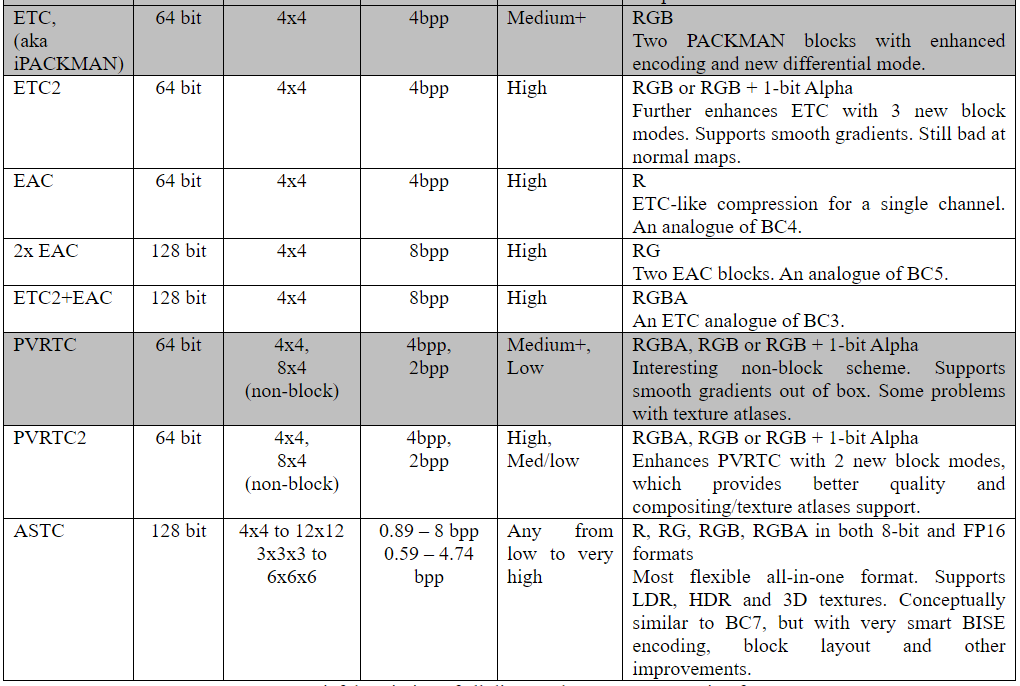 ETC,
(aka
iPACKMAN)
64 bit
4x4
4bpp
Medium+
RGB
Two PACKMAN blocks with enhanced
encoding and new differential mode.
ETC2
64 bit
4x4
4bpp
High
RGB or RGB + 1-bit Alpha
Further enhances ETC with 3 new block
modes. Supports smooth gradients. Still bad at
normal maps.
EAC
64 bit
4x4
4bpp
High
R
ETC-like compression for a single channel.
An analogue of BC4.
2x EAC
128 bit
4x4
8bpp
High
RG
Two EAC blocks. An analogue of BC5.
ETC2+EAC
128 bit
4x4
8bpp
High
RGBA
An ETC analogue of BC3.
PVRTC
64 bit
4x4,
8x4
(non-block)
4bpp,
2bpp
Medium+,
Low
RGBA, RGB or RGB + 1-bit Alpha
Interesting non-block scheme. Supports
smooth gradients out of box. Some problems
with texture atlases.
PVRTC2
64 bit
4x4,
8x4
(non-block)
4bpp,
2bpp
High,
Med/low
RGBA, RGB or RGB + 1-bit Alpha
Enhances PVRTC with 2 new block modes,
which provides better quality and
compositing/texture atlases support.
ASTC
128 bit
4x4 to 12x12
3x3x3 to
6x6x6
0.89 – 8 bpp
0.59 – 4.74
bpp
Any from
low to very
high
R, RG, RGB, RGBA in both 8-bit and FP16
formats
Most flexible all-in-one format. Supports
LDR, HDR and 3D textures. Conceptually
similar to BC7, but with very smart BISE
encoding, block layout and other
improvements.